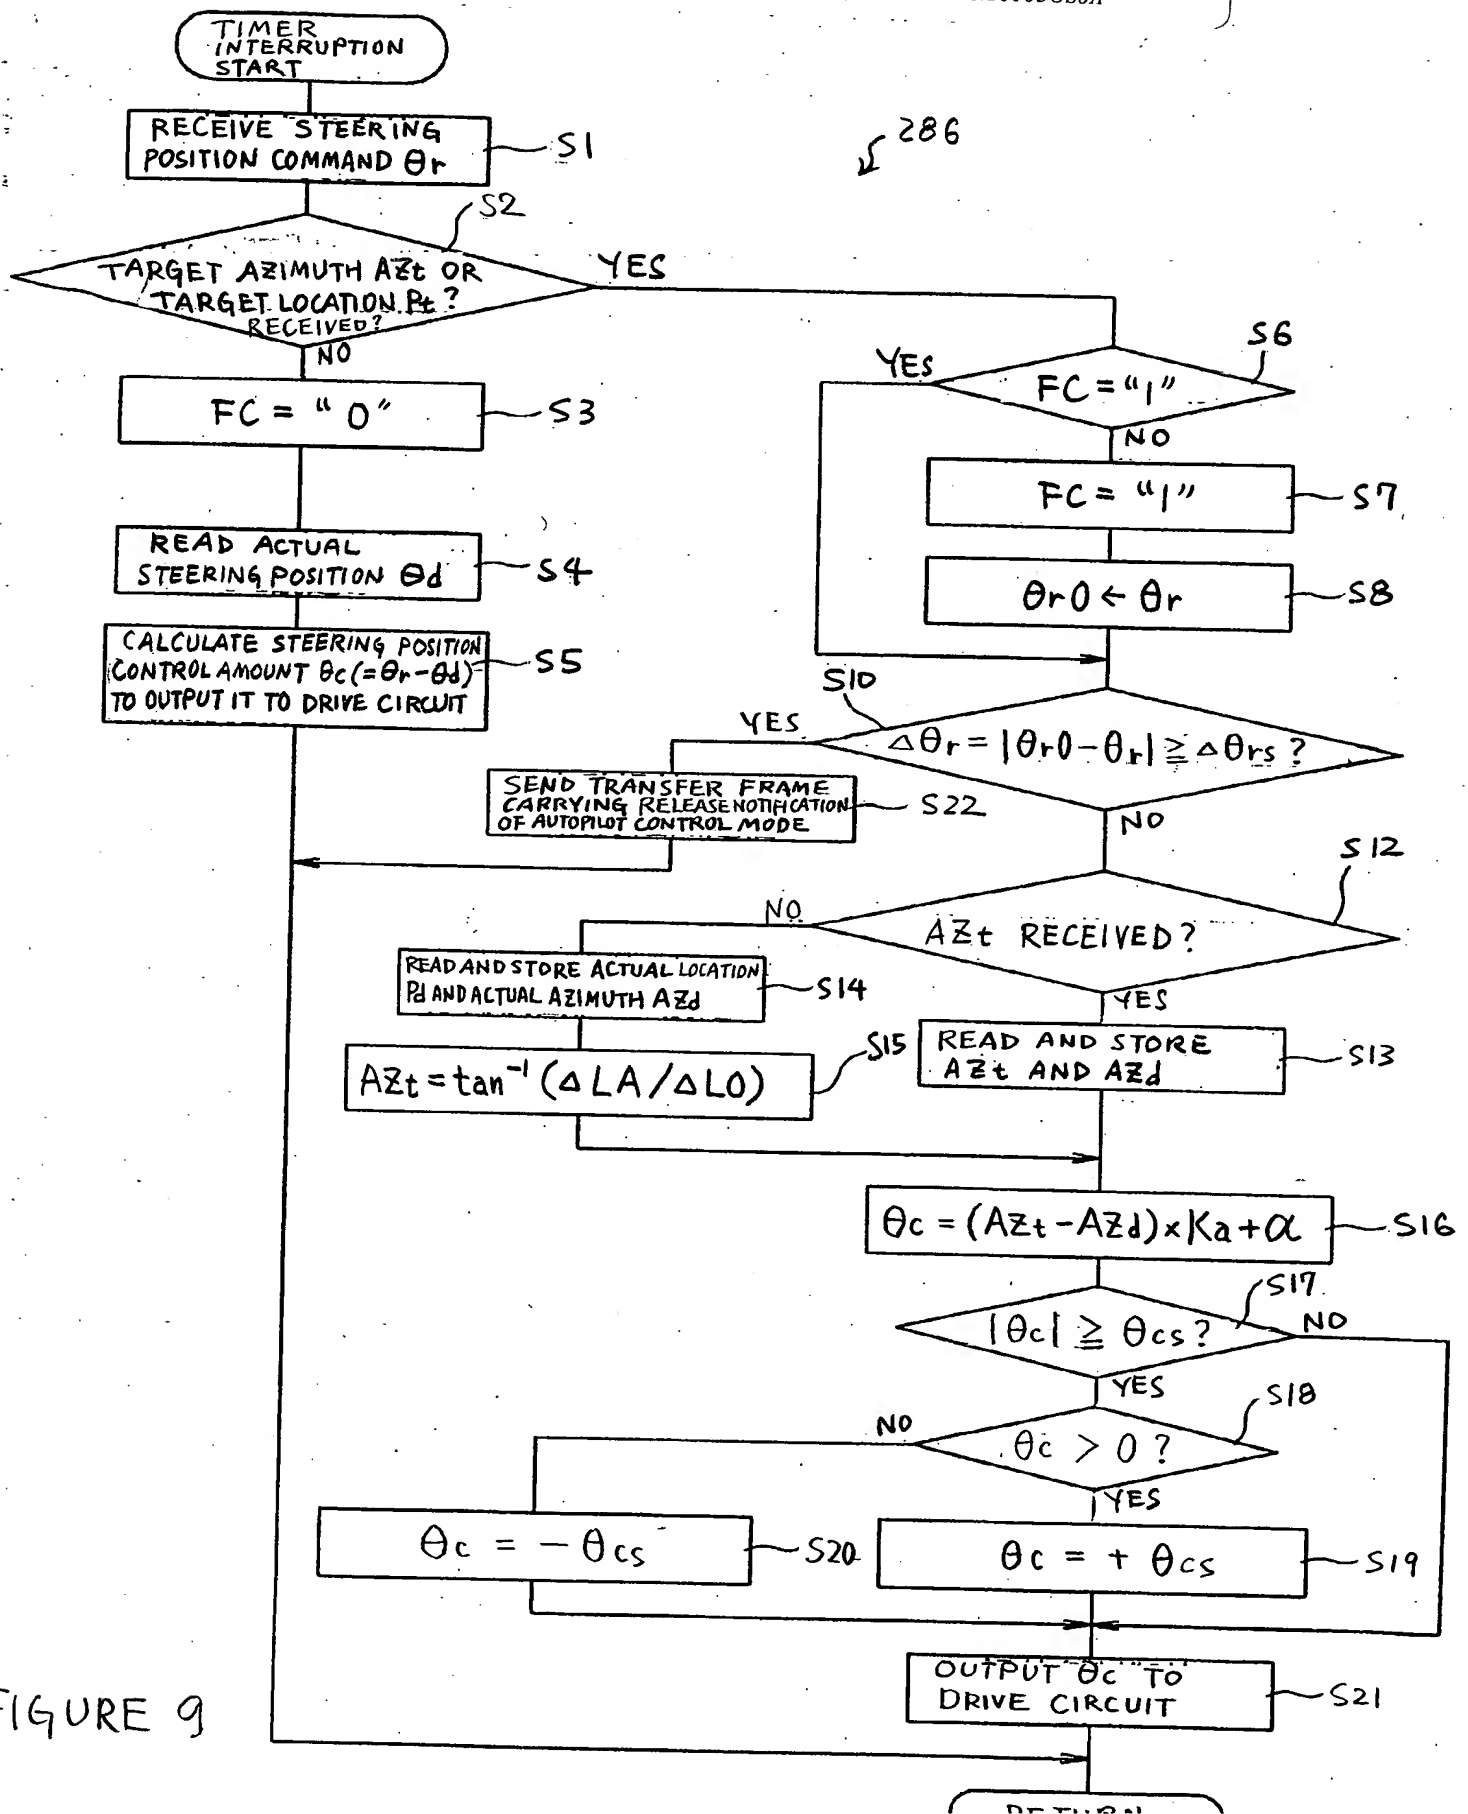 TIMER
INTERRUPTION
START
RECEIVE STEERING
POSITION COMMAND θr
S1
286
S2
TARGET AZIMUTH AZt OR
TARGET LOCATION Pt?
RECEIVED?
YES
NO
FC = "0"
S3
READ ACTUAL
STEERING POSITION θd
S4
CALCULATE STEERING POSITION
CONTROL AMOUNT θc (=θr-θd)
TO OUTPUT IT TO DRIVE CIRCUIT
S5
S6
YES
FC = "1"
NO
FC = "1"
S7
θr0 ← θr
S8
S10
YES
Δθr = |θr0-θr| ≧ Δθrs ?
NO
SEND TRANSFER FRAME
CARRYING RELEASE NOTIFICATION
OF AUTOPILOT CONTROL MODE
S22
S12
NO
AZt RECEIVED?
YES
READ AND STORE ACTUAL LOCATION
Pd AND ACTUAL AZIMUTH AZd
S14
READ AND STORE
AZt AND AZd
S13
S15
AZt = tan⁻¹ (ΔLA/ΔLO)
θc = (AZt-AZd)×Ka+α
S16
S17
|θc| ≧ θcs?
NO
YES
S18
NO
θc > 0 ?
YES
θc = - θcs
S20
θc = + θcs
S19
OUTPUT θc TO
DRIVE CIRCUIT
S21
FIGURE 9
RETURN